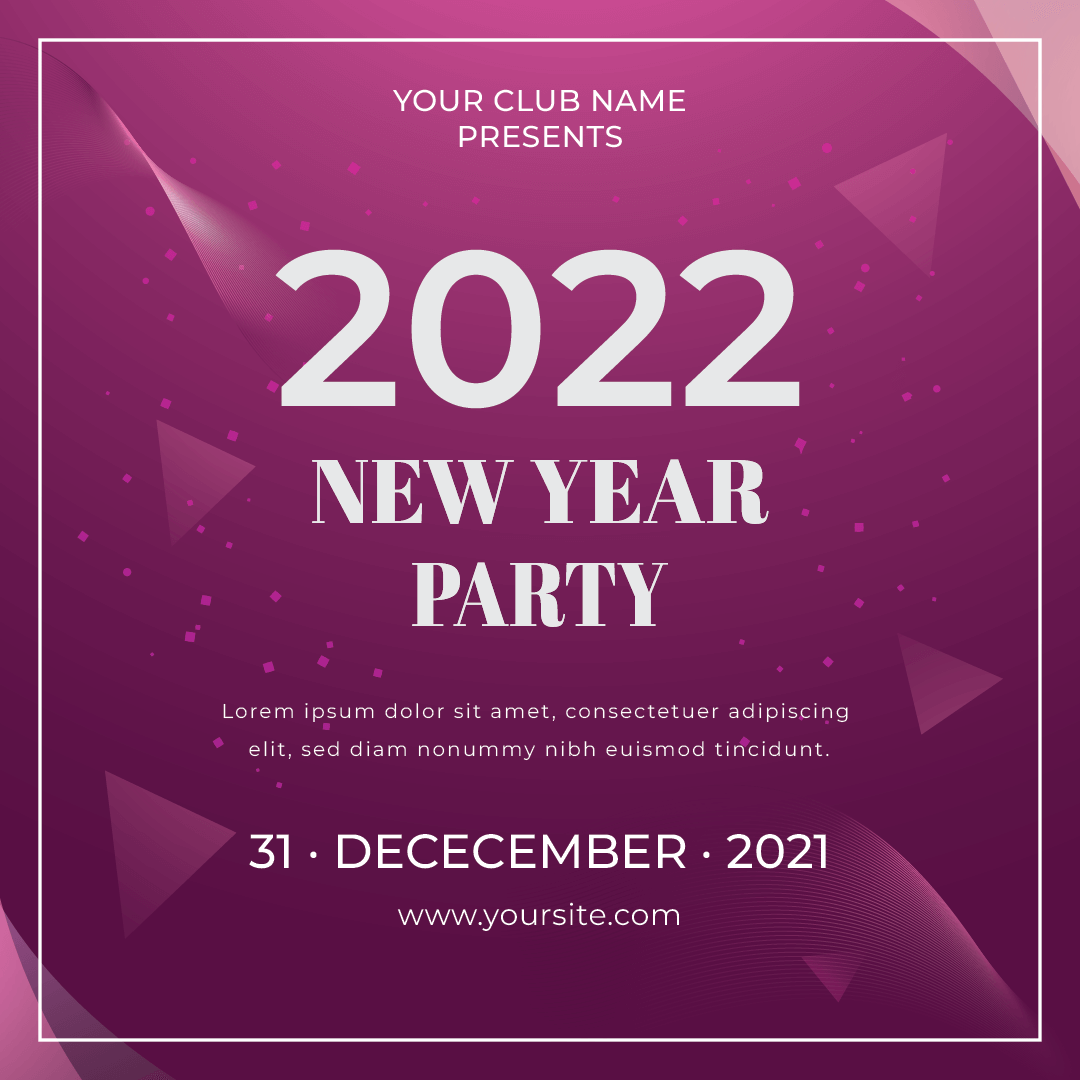 YOUR CLUB NAME
PRESENTS
2022
NEW YEAR
PARTY
Lorem ipsum dolor sit amet, consectetuer adipiscing
elit, sed diam nonummy nibh euismod tincidunt.
31 · DECECEMBER · 2021
www.yoursite.com